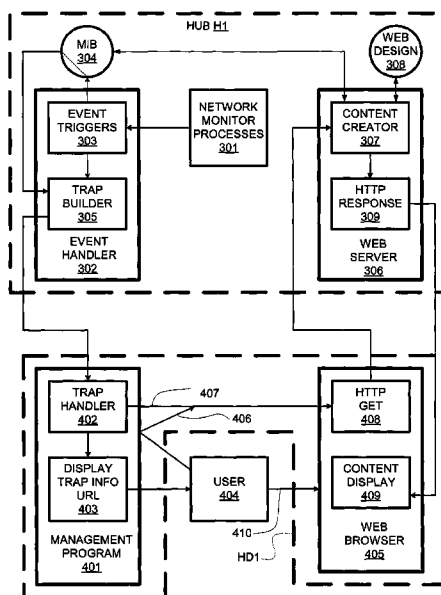 HUB H1
MIB
304
WEB
DESIGN
308
EVENT
TRIGGERS
303
NETWORK
MONITOR
PROCESSES
301
CONTENT
CREATOR
307
TRAP
BUILDER
305
HTTP
RESPONSE
309
EVENT
HANDLER
302
WEB
SERVER
306
TRAP
HANDLER
402
407
406
HTTP
GET
408
DISPLAY
TRAP INFO
URL
403
USER
404
CONTENT
DISPLAY
409
410
MANAGEMENT
PROGRAM
401
HD1
WEB
BROWSER
405